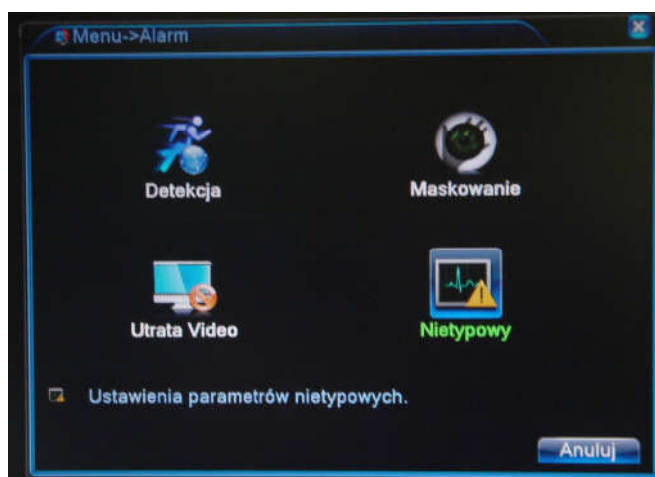 Menu->Alarm
Detekcja
Maskowanie
Utrata Video
Nietypowy
Ustawienia parametrów nietypowych.
Anuluj